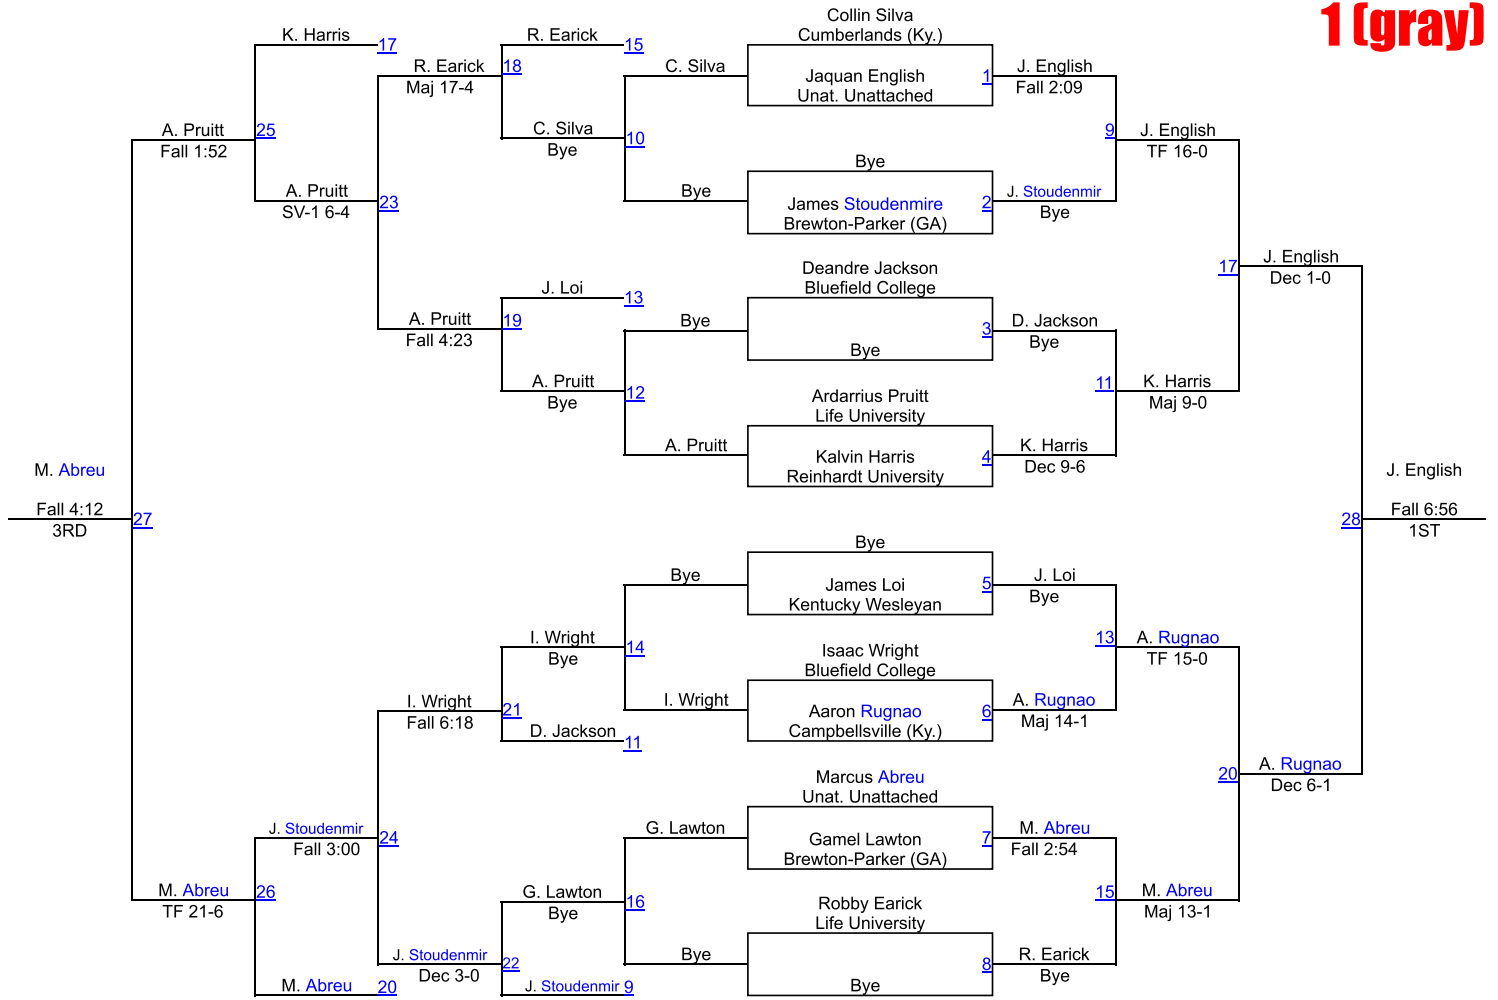 1 (gray)
Collin Silva
Cumberlands (Ky.)
K. Harris
17
R. Earick
15
R. Earick
18
C. Silva
Jaquan English
1
J. English
Maj 17-4
Unat. Unattached
Fall 2:09
A. Pruitt
25
C. Silva
10
9
J. English
Fall 1:52
Bye
TF 16-0
Bye
A. Pruitt
Bye
J. Stoudenmir
SV-1 6-4
23
James Stoudenmire
2
Bye
Brewton-Parker (GA)
Deandre Jackson
17
J. English
Bluefield College
Dec 1-0
J. Loi
13
A. Pruitt
19
Bye
3
D. Jackson
Fall 4:23
Bye
Bye
A. Pruitt
12
11
K. Harris
Bye
Ardarrius Pruitt
Maj 9-0
Life University
A. Pruitt
Kalvin Harris
4
K. Harris
Reinhardt University
Dec 9-6
M. Abreu
J. English
Fall 4:12
27
28
Fall 6:56
3RD
1ST
Bye
Bye
James Loi
5
J. Loi
Kentucky Wesleyan
Bye
I. Wright
14
13
A. Rugnao
Bye
Isaac Wright
TF 15-0
Bluefield College
I. Wright
21
I. Wright
Aaron Rugnao
6
A. Rugnao
Fall 6:18
D. Jackson
11
Campbellsville (Ky.)
Maj 14-1
Marcus Abreu
20
A. Rugnao
Unat. Unattached
Dec 6-1
J. Stoudenmir
24
G. Lawton
Gamel Lawton
7
M. Abreu
Fall 3:00
Brewton-Parker (GA)
Fall 2:54
M. Abreu
26
G. Lawton
16
15
M. Abreu
TF 21-6
Bye
Robby Earick
Maj 13-1
Life University
J. Stoudenmir
22
Bye
8
R. Earick
Dec 3-0
Bye
M. Abreu
20
J. Stoudenmir
9
Bye